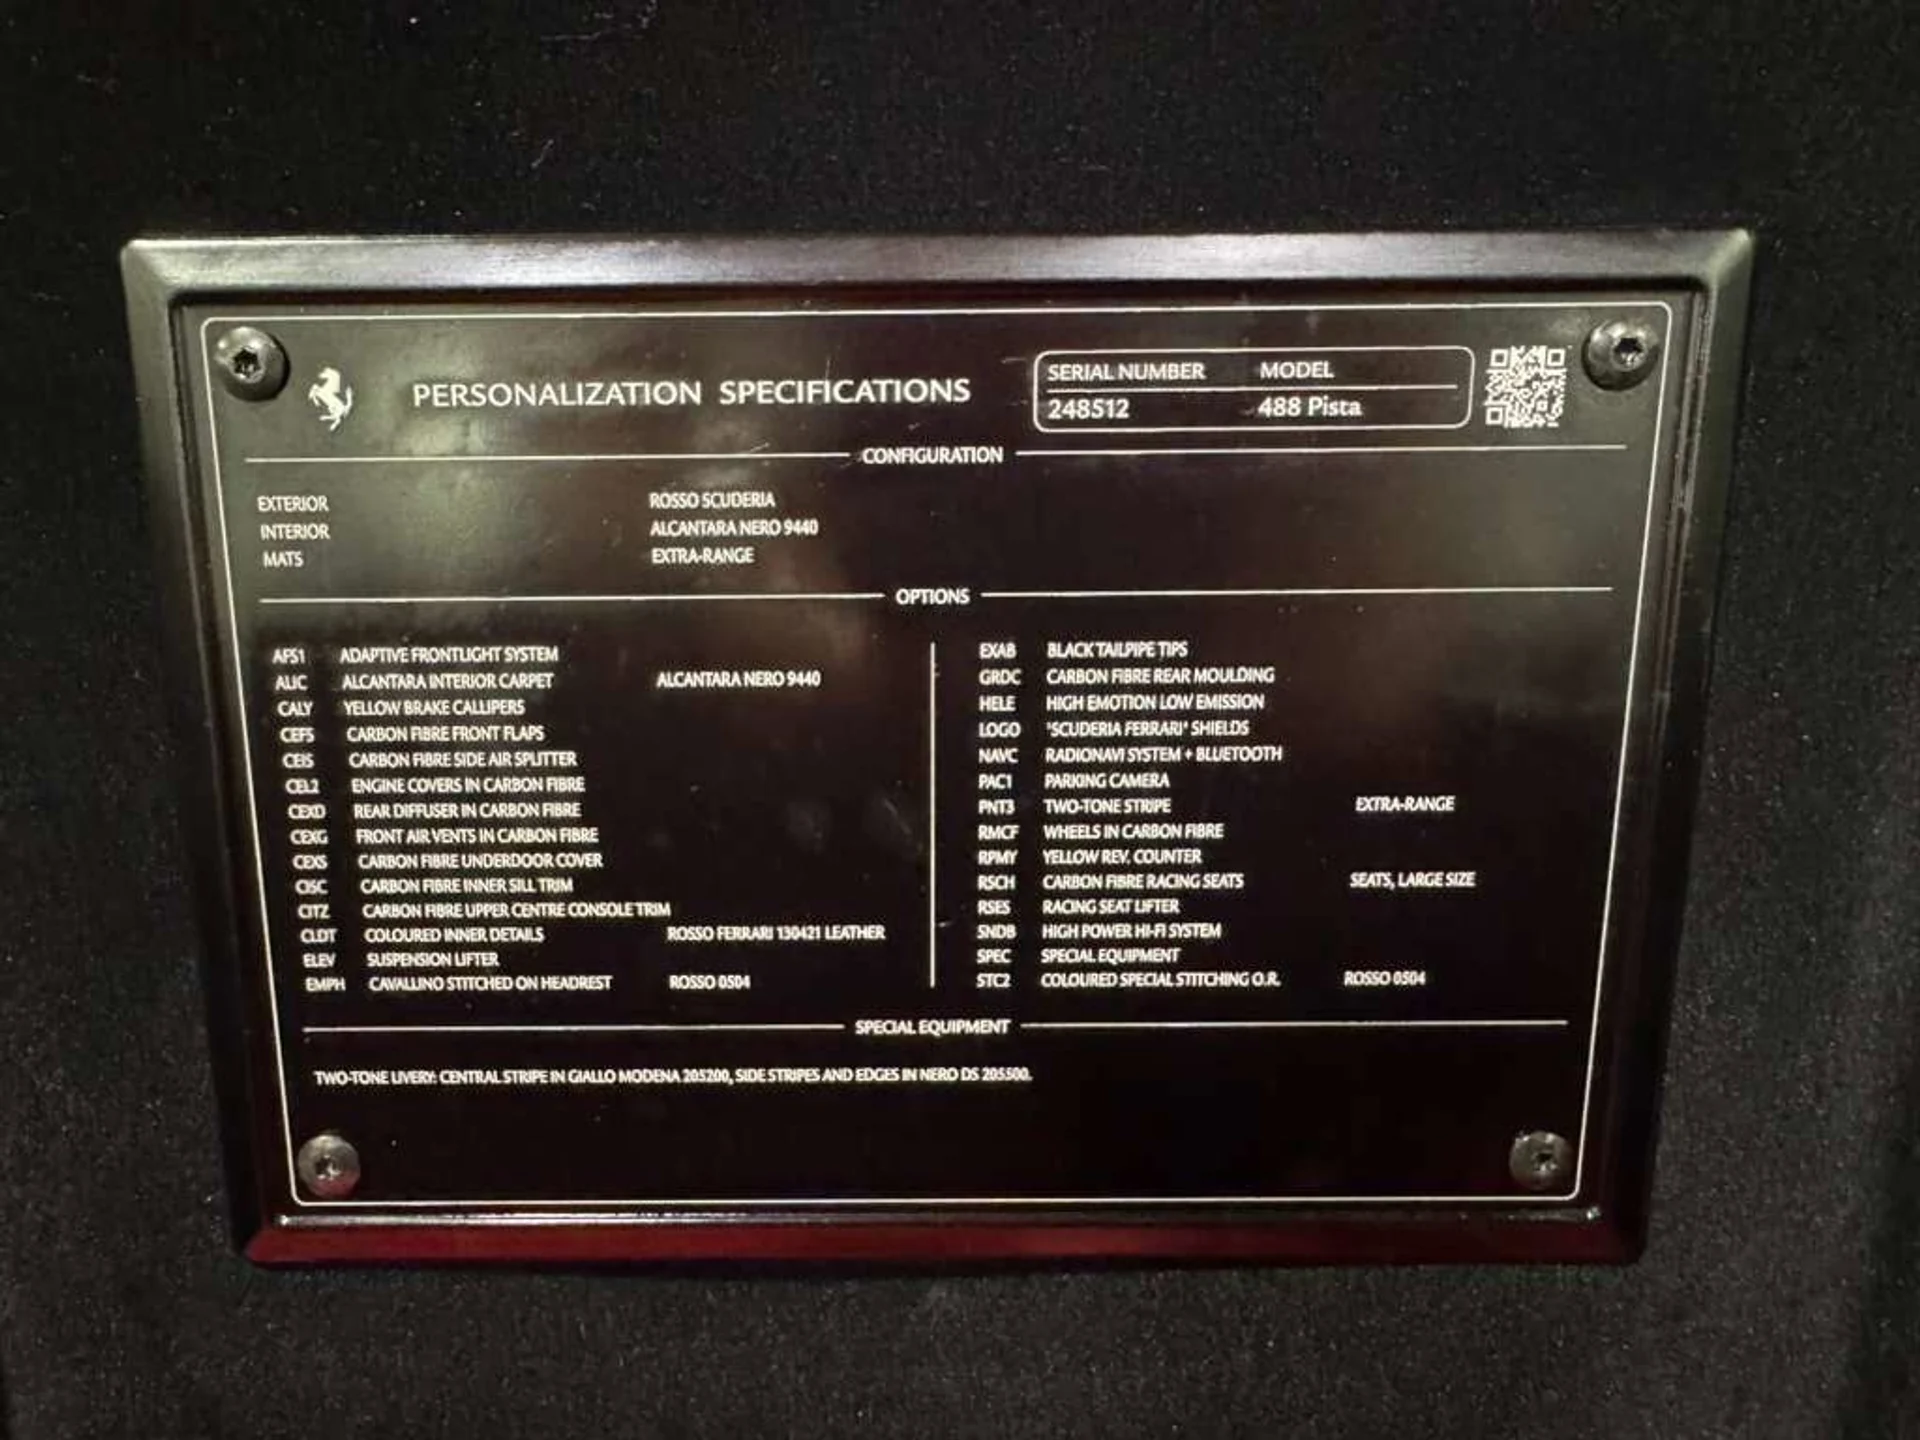 PERSONALIZATION SPECIFICATIONS
SERIAL NUMBER MODEL
248512 488 Pista
CONFIGURATION
EXTERIOR ROSSO SCUDERIA
INTERIOR ALCANTARA NERO 9440
MATS EXTRA-RANGE
OPTIONS
AFS1 ADAPTIVE FRONTLIGHT SYSTEM
ALIC ALCANTARA INTERIOR CARPET ALCANTARA NERO 9440
CALY YELLOW BRAKE CALLIPERS
CEF5 CARBON FIBRE FRONT FLAPS
CEIS CARBON FIBRE SIDE AIR SPLITTER
CEL2 ENGINE COVERS IN CARBON FIBRE
CEXD REAR DIFFUSER IN CARBON FIBRE
CEXG FRONT AIR VENTS IN CARBON FIBRE
CEXS CARBON FIBRE UNDERDOOR COVER
CISC CARBON FIBRE INNER SILL TRIM
CITZ CARBON FIBRE UPPER CENTRE CONSOLE TRIM
CLDT COLOURED INNER DETAILS ROSSO FERRARI 130421 LEATHER
ELEV SUSPENSION LIFTER
EMPH CAVALLINO STITCHED ON HEADREST ROSSO 0504
EXAB BLACK TAILPIPE TIPS
GRDC CARBON FIBRE REAR MOULDING
HELE HIGH EMOTION LOW EMISSION
LOGO "SCUDERIA FERRARI" SHIELDS
NAVC RADIONAVI SYSTEM + BLUETOOTH
PAC1 PARKING CAMERA
PNT3 TWO-TONE STRIPE EXTRA-RANGE
RMCF WHEELS IN CARBON FIBRE
RPMY YELLOW REV. COUNTER
RSCH CARBON FIBRE RACING SEATS SEATS, LARGE SIZE
RSES RACING SEAT LIFTER
SNDB HIGH POWER HI-FI SYSTEM
SPEC SPECIAL EQUIPMENT
STC2 COLOURED SPECIAL STITCHING O.R. ROSSO 0504
SPECIAL EQUIPMENT
TWO-TONE LIVERY: CENTRAL STRIPE IN GIALLO MODENA 205200, SIDE STRIPES AND EDGES IN NERO DS 205500.